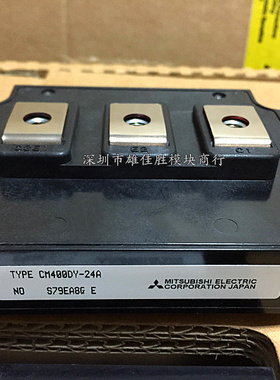 C2E1
E2
C1
深圳市雄佳胜模块商行
TYPE CM400DY-24A
NO S79EA8G E
MITSUBISHI ELECTRIC
CORPORATION JAPAN